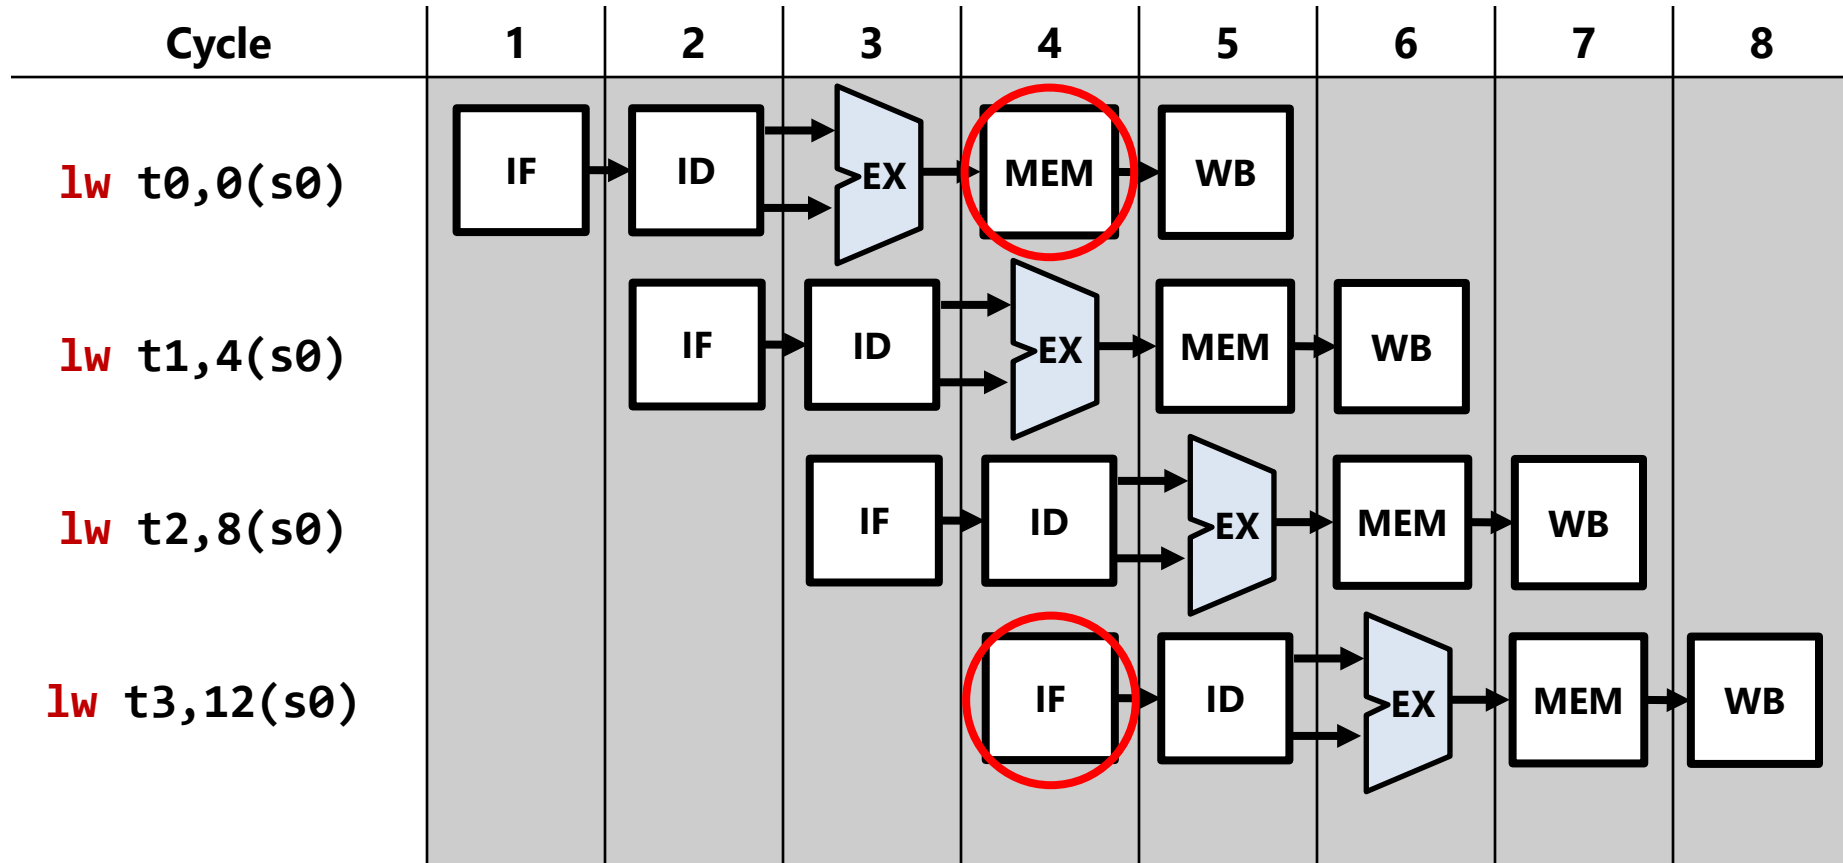 Cycle 1 2 3 4 5 6 7 8
lw t0,0(s0) IF ID EX MEM WB
lw t1,4(s0) IF ID EX MEM WB
lw t2,8(s0) IF ID EX MEM WB
lw t3,12(s0) IF ID EX MEM WB